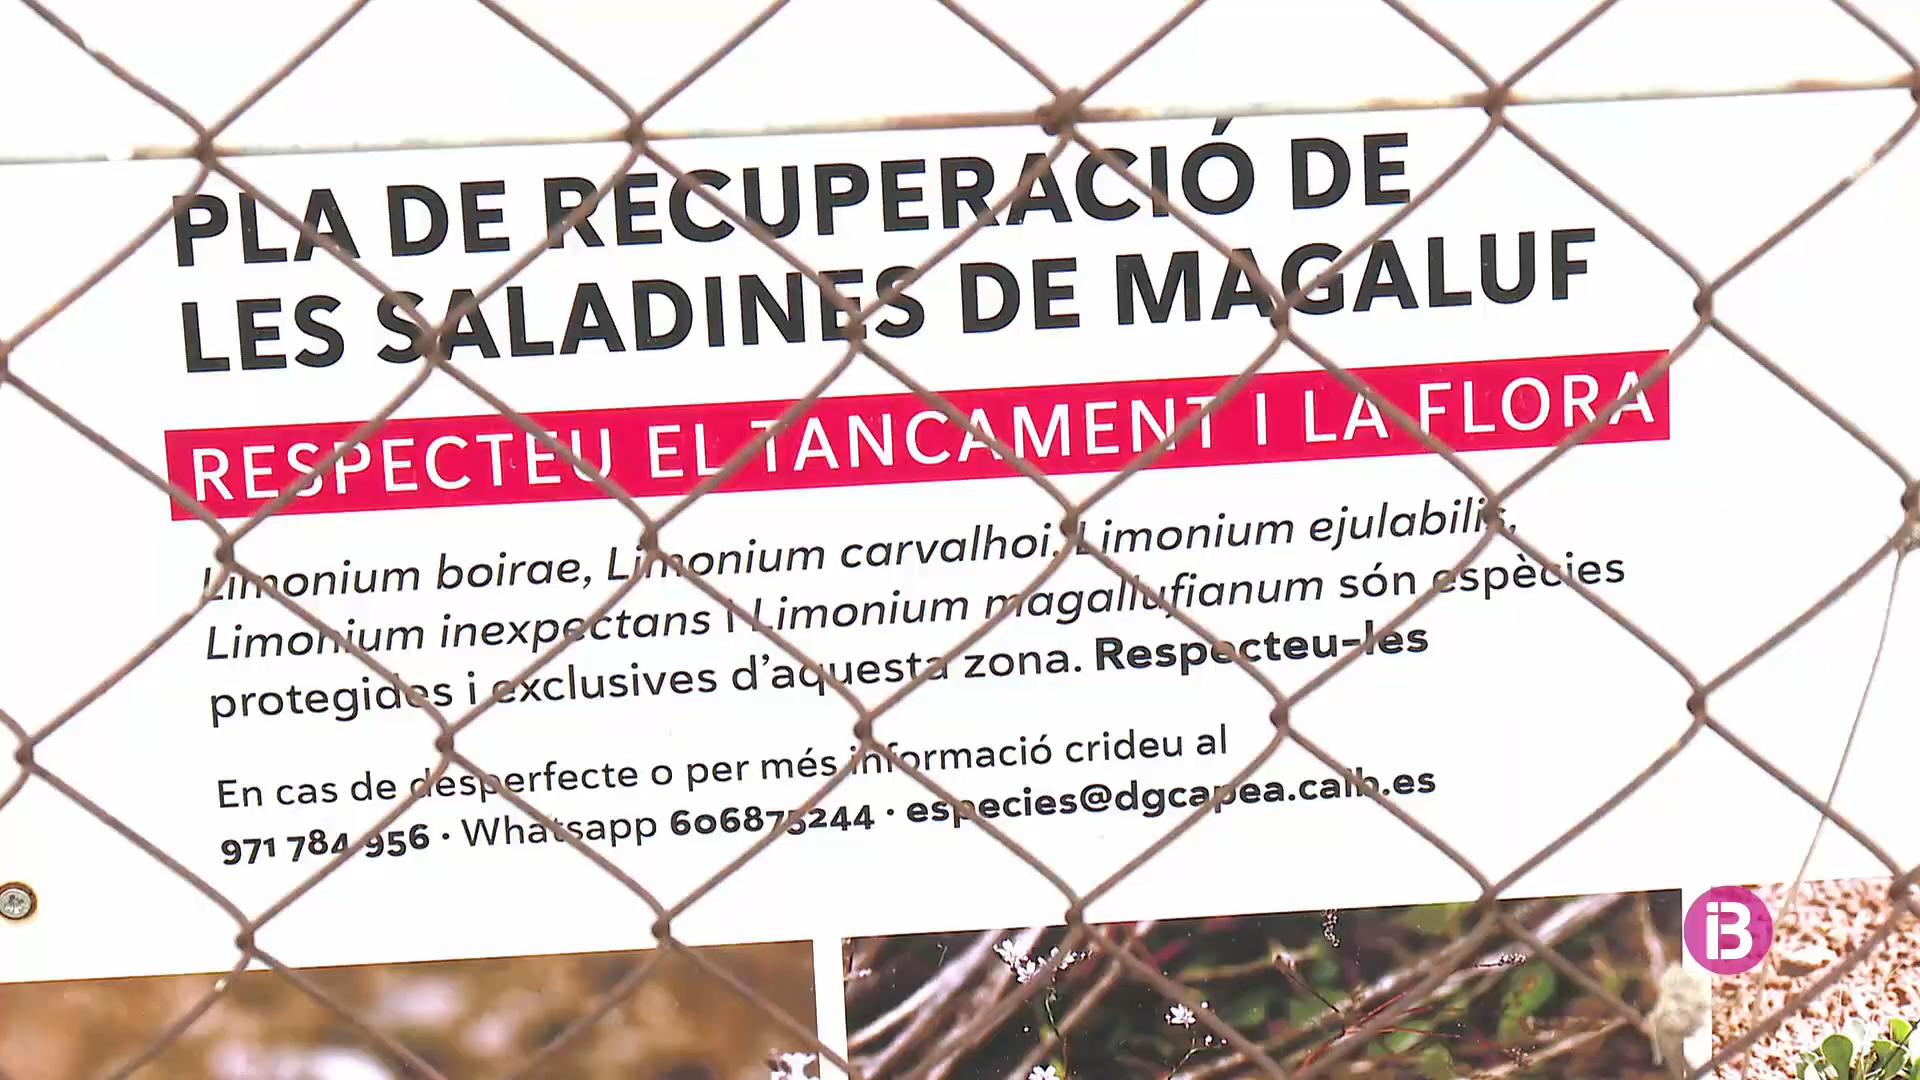 PLA DE RECUPERACIÓ DE
LES SALADINES DE MAGALUF
RESPECTEU EL TANCAMENT I LA FLORA
Limonium boirae, Limonium carvalhoi, Limonium ejulabilis,
Limonium inexpectans i Limonium magallufianum són espècies
protegides i exclusives d'aquesta zona. Respecteu-les
En cas de desperfecte o per més informació crideu al
971 784 956 · Whatsapp 606875244 · especies@dgcapea.caib.es
IB